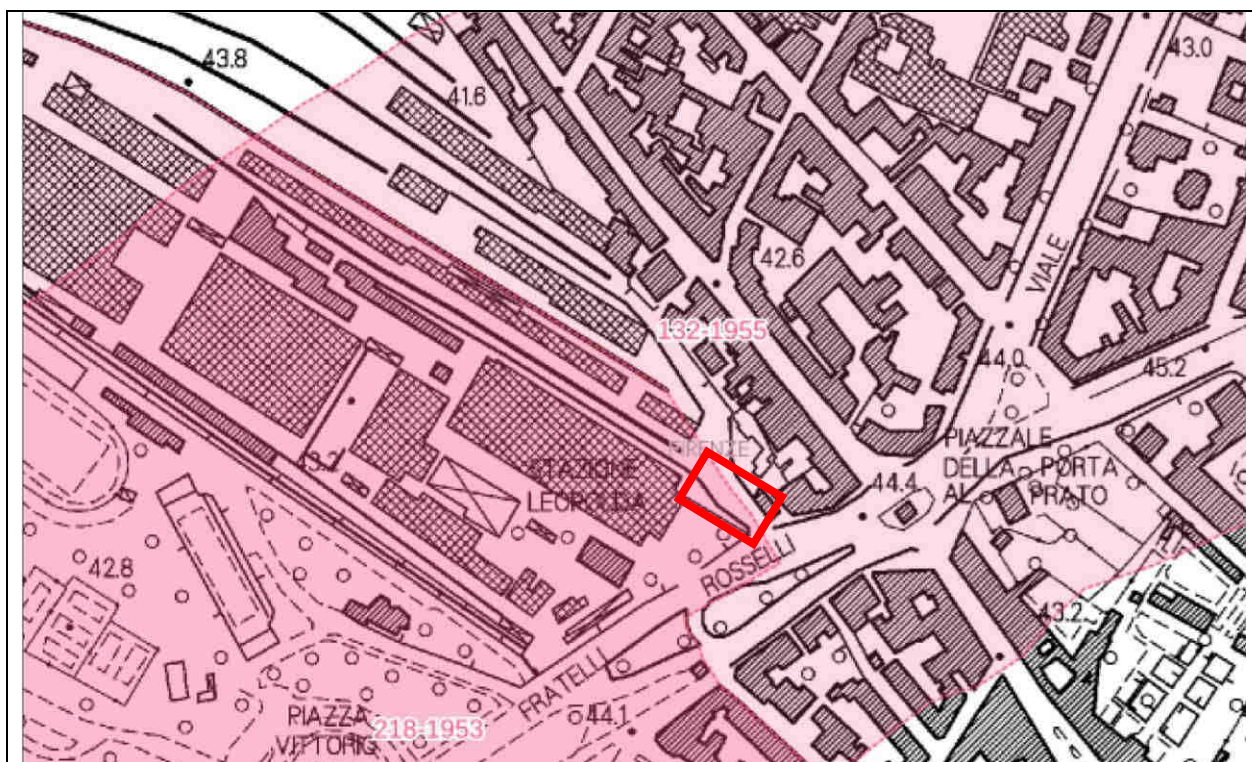 43.8
43.0
41.6
42.6
VIALE
132-1955
44.0
45.2
FIRENZE
PIAZZALE
DELLA PORTA
AL PRATO
43.7
STAZIONE
LEOPOLDA
44.4
42.8
ROSSELLI
43.2
FRATELLI
44.1
PIAZZA
VITTORIO
218-1953